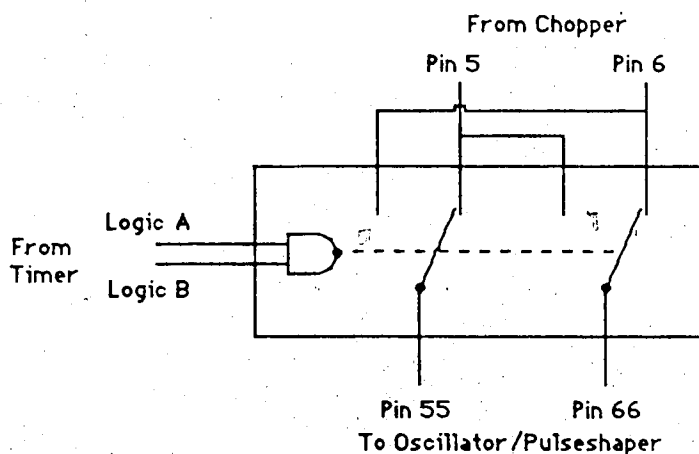 From Chopper
Pin 5
Pin 6
Logic A
From
Timer
Logic B
Pin 55
Pin 66
To Oscillator/Pulseshaper